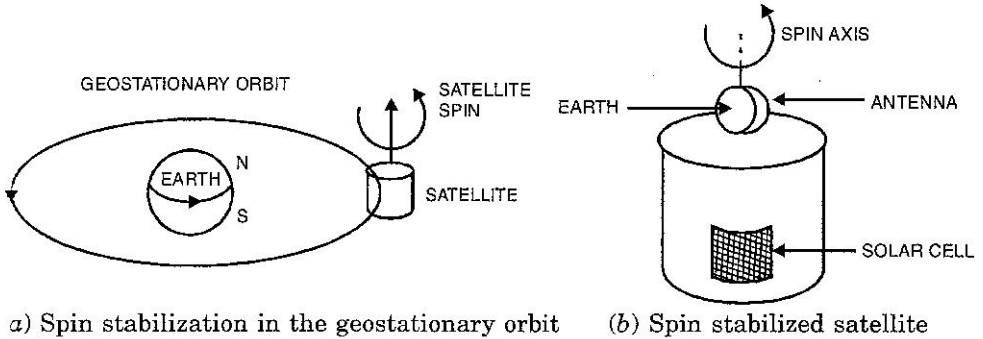 GEOSTATIONARY ORBIT
SATELLITE
SPIN
N
EARTH
S
SATELLITE
a) Spin stabilization in the geostationary orbit
SPIN AXIS
EARTH
ANTENNA
SOLAR CELL
(b) Spin stabilized satellite